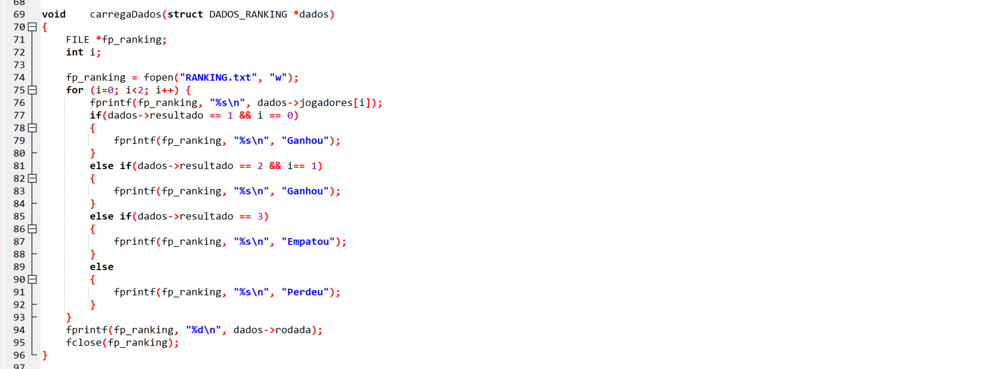 68
69 void    carregaDados(struct DADOS_RANKING *dados)
70 {
71     FILE *fp_ranking;
72     int i;
73
74     fp_ranking = fopen("RANKING.txt", "w");
75     for (i=0; i<2; i++) {
76         fprintf(fp_ranking, "%s\n", dados->jogadores[i]);
77         if(dados->resultado == 1 && i == 0)
78         {
79             fprintf(fp_ranking, "%s\n", "Ganhou");
80         }
81         else if(dados->resultado == 2 && i== 1)
82         {
83             fprintf(fp_ranking, "%s\n", "Ganhou");
84         }
85         else if(dados->resultado == 3)
86         {
87             fprintf(fp_ranking, "%s\n", "Empatou");
88         }
89         else
90         {
91             fprintf(fp_ranking, "%s\n", "Perdeu");
92         }
93     }
94     fprintf(fp_ranking, "%d\n", dados->rodada);
95     fclose(fp_ranking);
96 }
97